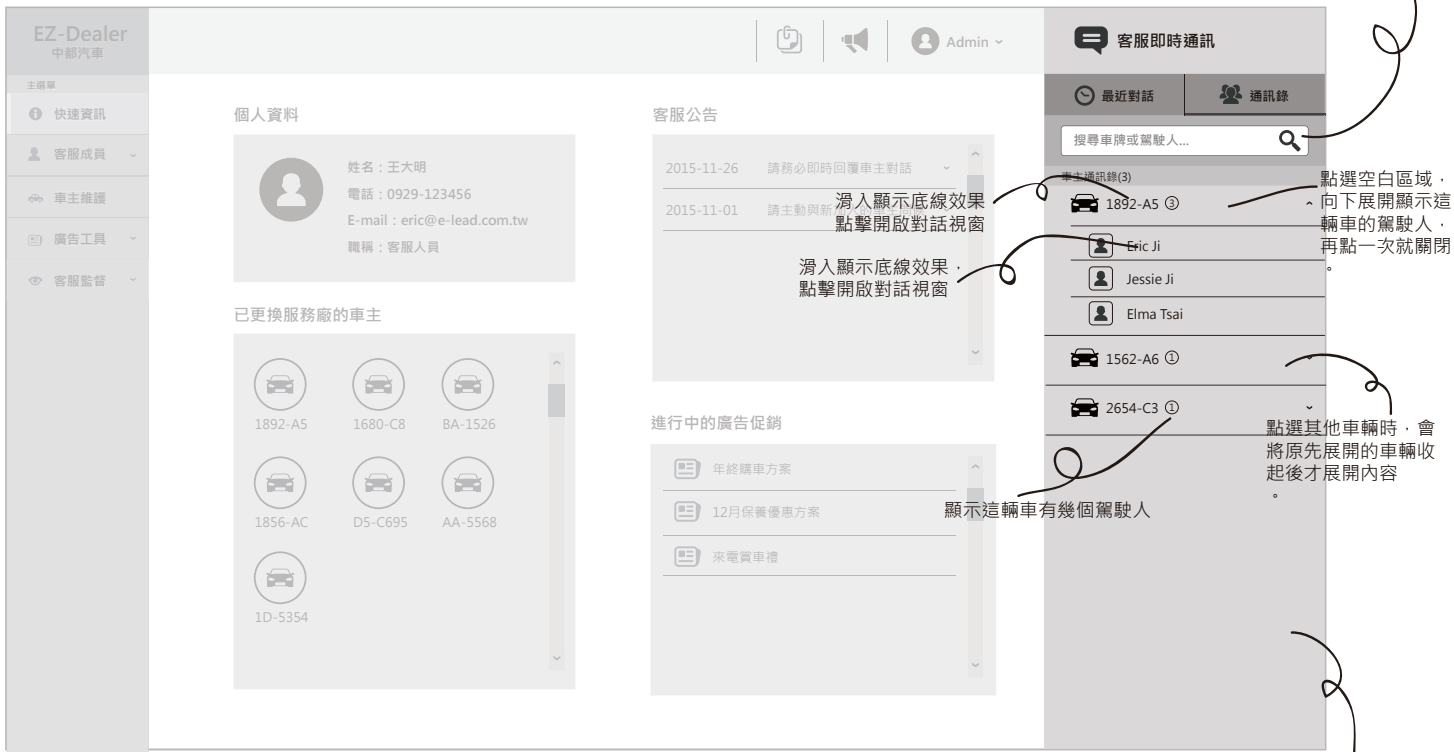 EZ-Dealer
中都汽車
主選單
快速資訊
客服成員
車主維護
廣告工具
客服監督
Admin
個人資料
姓名：王大明
電話：0929-123456
E-mail：eric@e-lead.com.tw
職稱：客服人員
已更換服務廠的車主
1892-A5
1680-C8
BA-1526
1856-AC
D5-C695
AA-5568
1D-5354
客服公告
2015-11-26 請務必即時回覆車主對話
2015-11-01 請主動與新加入的車主問候
滑入顯示底線效果，
點擊開啟對話視窗
滑入顯示底線效果，
點擊開啟對話視窗
進行中的廣告促銷
年終購車方案
12月保養優惠方案
來電賞車禮
顯示這輛車有幾個駕駛人
客服即時通訊
最近對話
通訊錄
搜尋車牌或駕駛人...
車主通訊錄(3)
1892-A5 ③
Eric Ji
Jessie Ji
Elma Tsai
1562-A6 ①
2654-C3 ①
點選空白區域，
向下展開顯示這
輛車的駕駛人，
再點一次就關閉
。
點選其他車輛時，會
將原先展開的車輛收
起後才展開內容
。